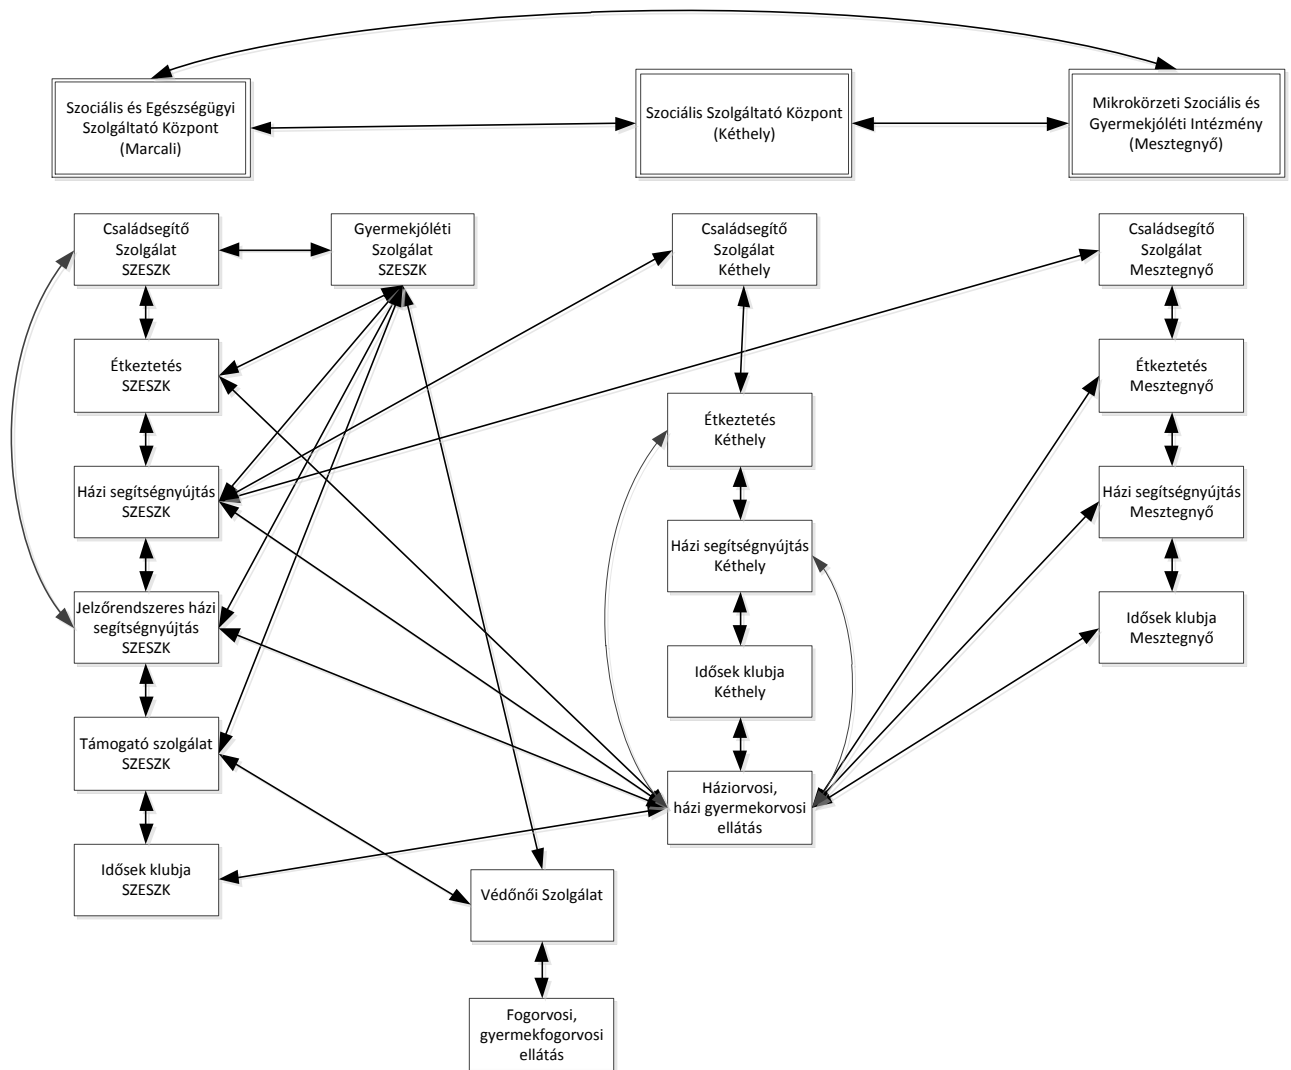 Szociális és Egészségügyi
Szolgáltató Központ
(Marcali)
Szociális Szolgáltató Központ
(Kéthely)
Mikrokörzeti Szociális és
Gyermekjóléti Intézmény
(Mesztegnyő)
Családsegítő
Szolgálat
SZESZK
Gyermekjóléti
Szolgálat
SZESZK
Családsegítő
Szolgálat
Kéthely
Családsegítő
Szolgálat
Mesztegnyő
Étkeztetés
SZESZK
Étkeztetés
Mesztegnyő
Étkeztetés
Kéthely
Házi segítségnyújtás
SZESZK
Házi segítségnyújtás
Mesztegnyő
Házi segítségnyújtás
Kéthely
Jelzőrendszeres házi
segítségnyújtás
SZESZK
Idősek klubja
Mesztegnyő
Idősek klubja
Kéthely
Támogató szolgálat
SZESZK
Háziorvosi,
házi gyermekorvosi
ellátás
Idősek klubja
SZESZK
Védőnői Szolgálat
Fogorvosi,
gyermekfogorvosi
ellátás